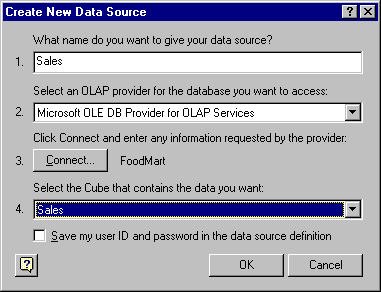 Create New Data Source
What name do you want to give your data source?
1. Sales
Select an OLAP provider for the database you want to access:
2. Microsoft OLE DB Provider for OLAP Services
Click Connect and enter any information requested by the provider:
3. Connect... FoodMart
Select the Cube that contains the data you want:
4. Sales
Save my user ID and password in the data source definition
? OK Cancel